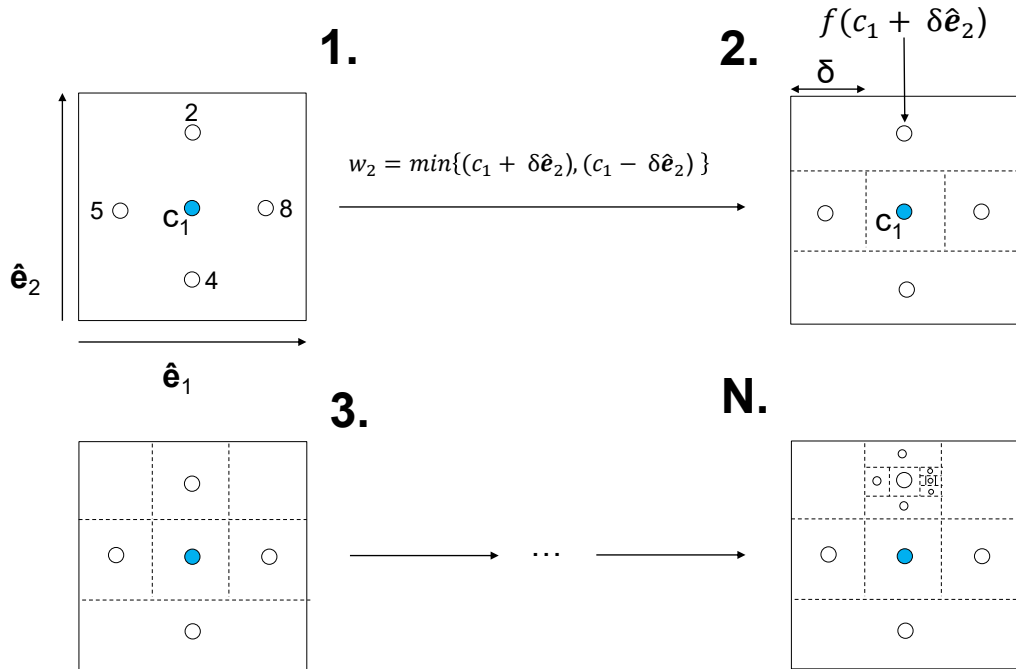 1.
2
5
8
c₁
4
ê₂
ê₁
w₂ = min{(c₁ + δê₂), (c₁ − δê₂) }
2.
f(c₁ + δê₂)
δ
c₁
3.
...
N.